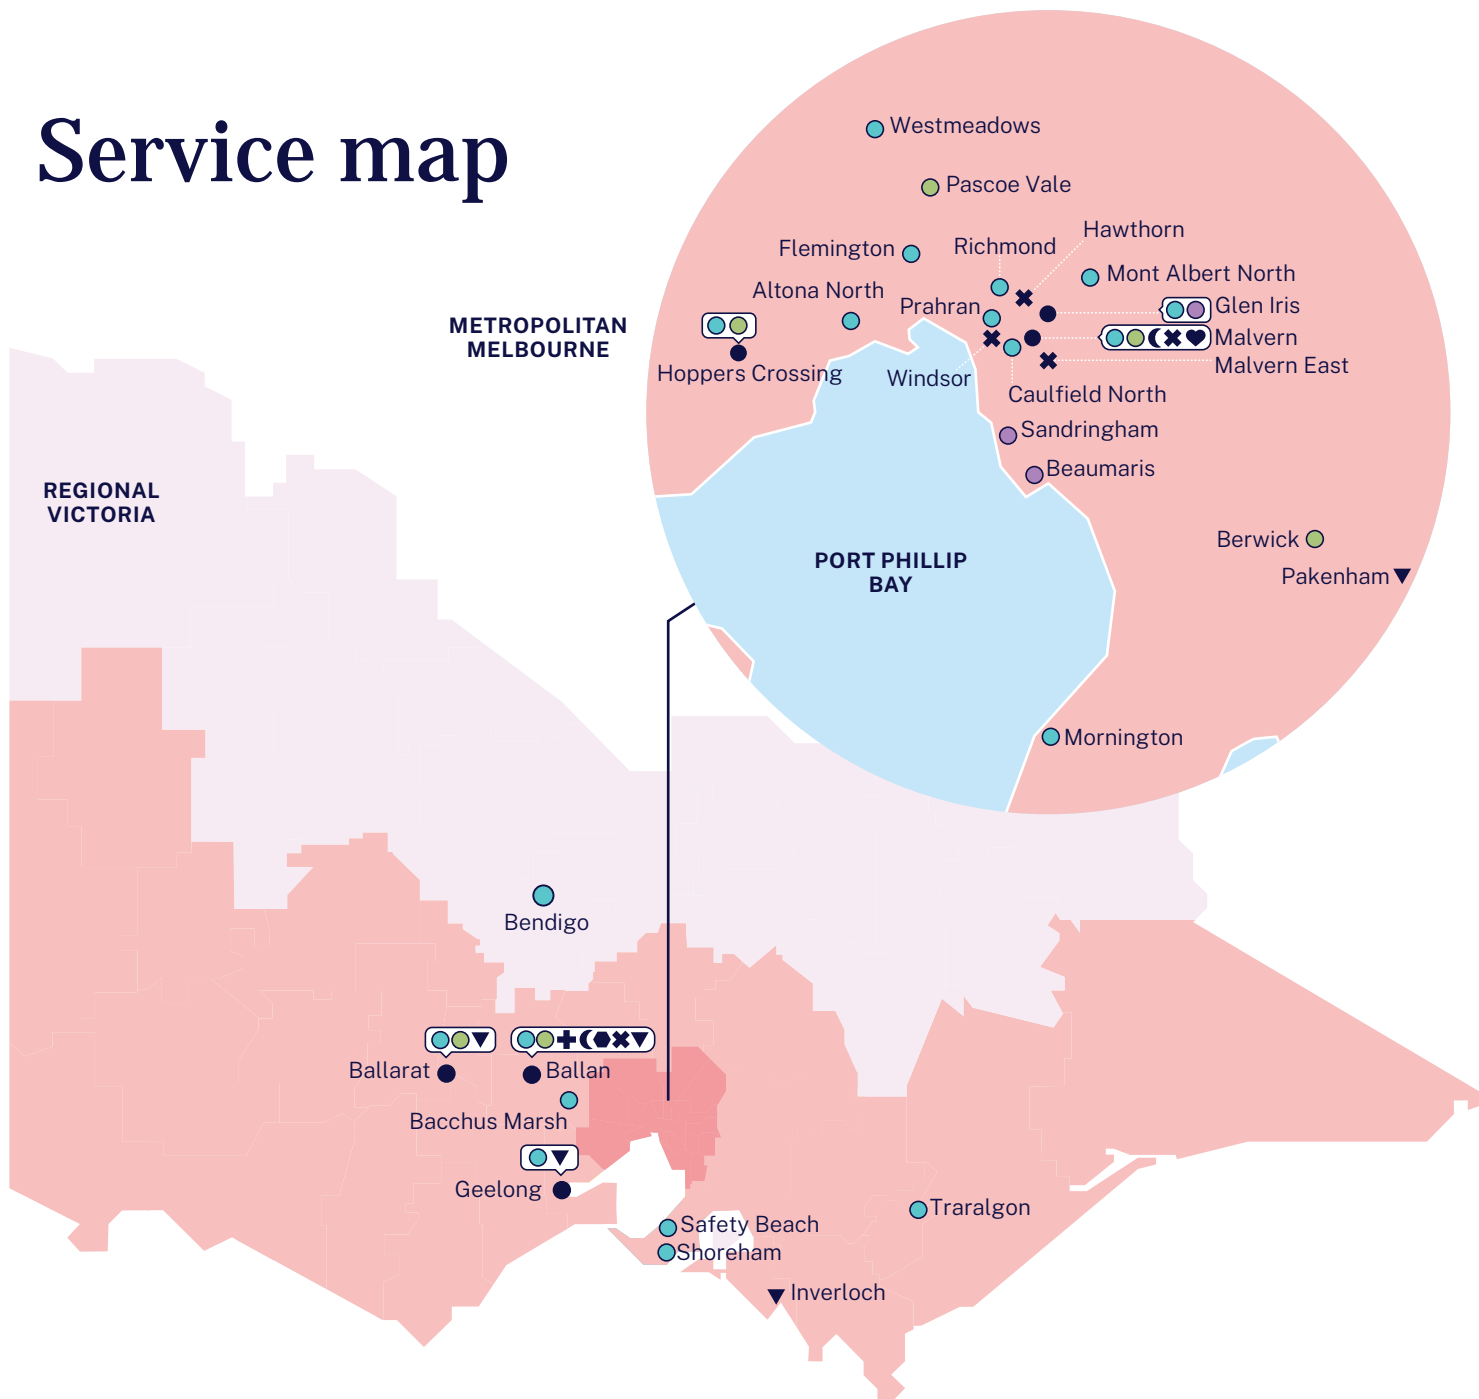 Service map
Westmeadows
Pascoe Vale
Hawthorn
Richmond
Flemington
Mont Albert North
Altona North
Glen Iris
Prahran
METROPOLITAN
MELBOURNE
Malvern
Malvern East
Hoppers Crossing
Windsor
Caulfield North
Sandringham
Beaumaris
REGIONAL
VICTORIA
Berwick
PORT PHILLIP
BAY
Pakenham
Mornington
Bendigo
Ballarat
Ballan
Bacchus Marsh
Geelong
Traralgon
Safety Beach
Shoreham
Inverloch